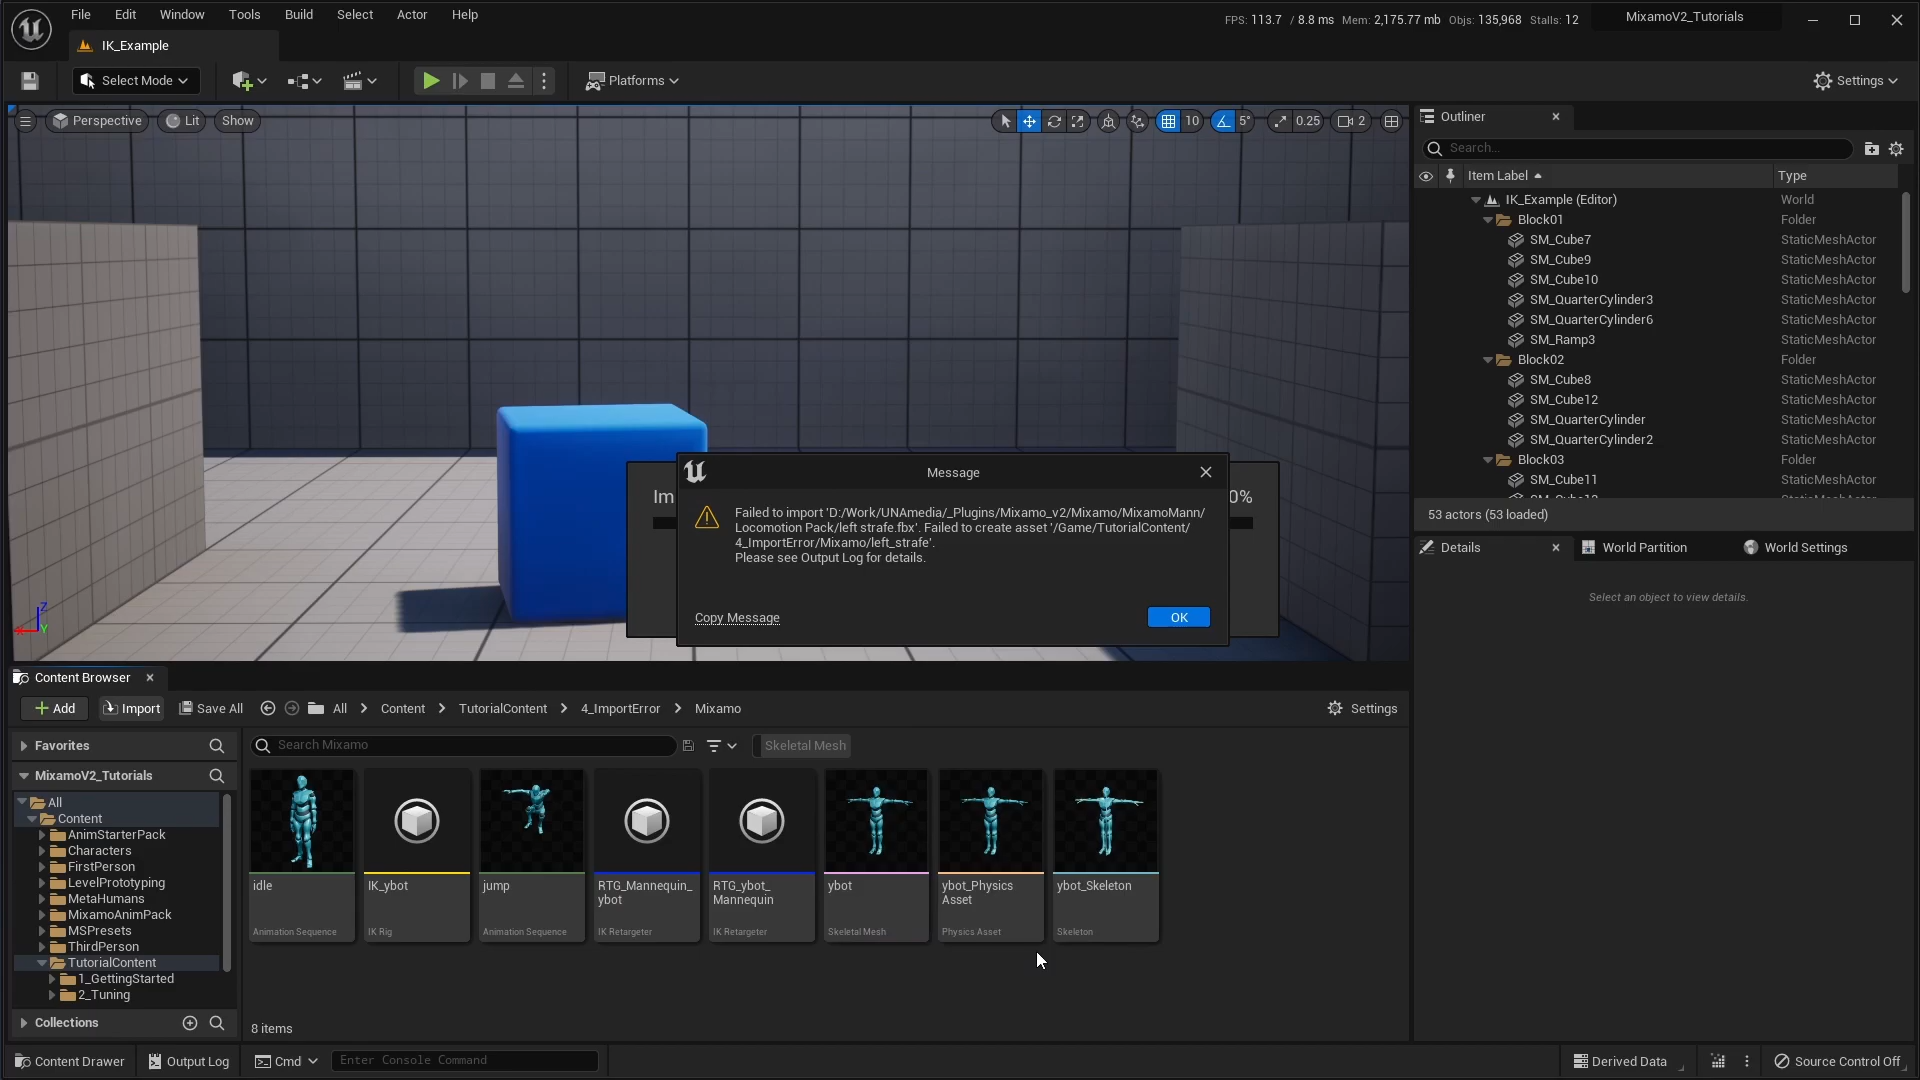 File Edit Window Tools Build Select Actor Help
FPS: 113.7 / 8.8 ms Mem: 2,175.77 mb Objs: 135,968 Stalls: 12
MixamoV2_Tutorials
IK_Example
Select Mode
Platforms
Settings
Perspective Lit Show
10 5° 0.25 2
Outliner
Search...
Item Label Type
IK_Example (Editor) World
Block01 Folder
SM_Cube7 StaticMeshActor
SM_Cube9 StaticMeshActor
SM_Cube10 StaticMeshActor
SM_QuarterCylinder3 StaticMeshActor
SM_QuarterCylinder6 StaticMeshActor
SM_Ramp3 StaticMeshActor
Block02 Folder
SM_Cube8 StaticMeshActor
SM_Cube12 StaticMeshActor
SM_QuarterCylinder StaticMeshActor
SM_QuarterCylinder2 StaticMeshActor
Block03 Folder
SM_Cube11 StaticMeshActor
53 actors (53 loaded)
Details World Partition World Settings
Select an object to view details.
Im
0%
Message
Failed to import 'D:/Work/UNAmedia/_Plugins/Mixamo_v2/Mixamo/MixamoMann/
Locomotion Pack/left strafe.fbx'. Failed to create asset '/Game/TutorialContent/
4_ImportError/Mixamo/left_strafe'.
Please see Output Log for details.
Copy Message
OK
Z
X
Y
Content Browser
Add Import Save All All Content TutorialContent 4_ImportError Mixamo Settings
Favorites
Search Mixamo
Skeletal Mesh
MixamoV2_Tutorials
All
Content
AnimStarterPack
Characters
FirstPerson
LevelPrototyping
MetaHumans
MixamoAnimPack
MSPresets
ThirdPerson
TutorialContent
1_GettingStarted
2_Tuning
Collections
idle
Animation Sequence
IK_ybot
IK Rig
jump
Animation Sequence
RTG_Mannequin_
ybot
IK Retargeter
RTG_ybot_
Mannequin
IK Retargeter
ybot
Skeletal Mesh
ybot_Physics
Asset
Physics Asset
ybot_Skeleton
Skeleton
8 items
Content Drawer Output Log Cmd Enter Console Command
Derived Data Source Control Off